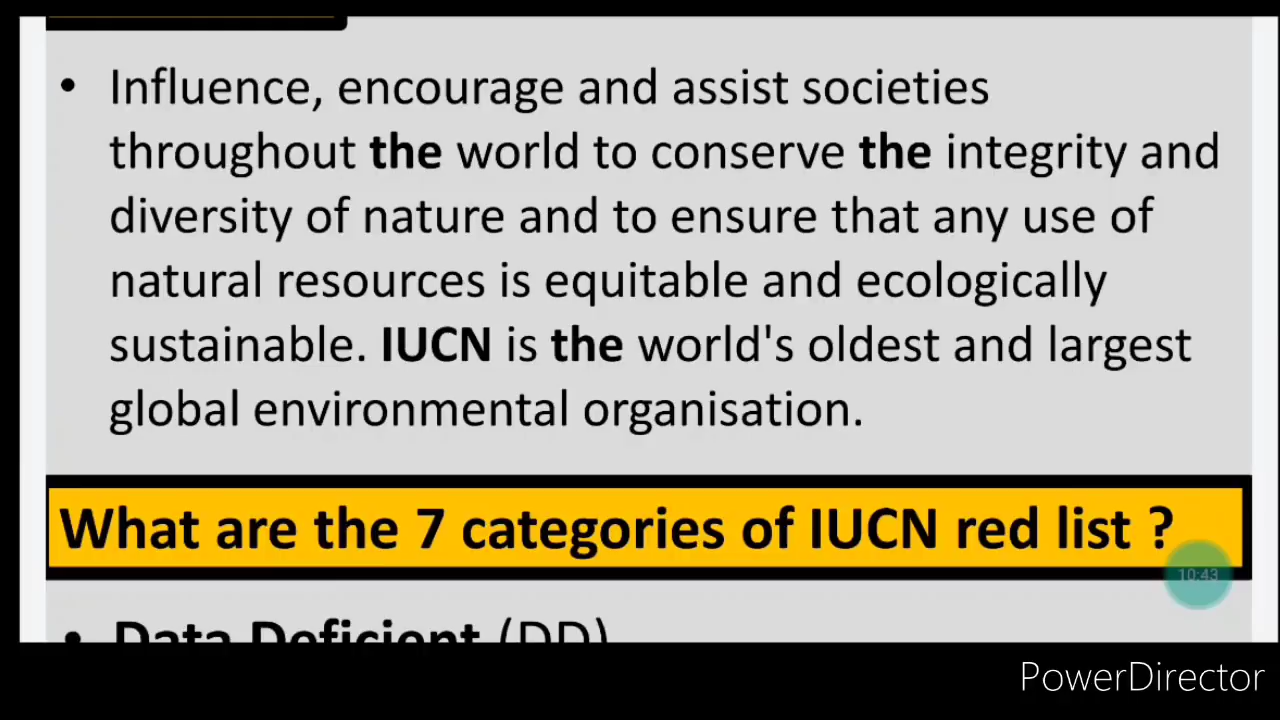 • Influence, encourage and assist societies
throughout the world to conserve the integrity and
diversity of nature and to ensure that any use of
natural resources is equitable and ecologically
sustainable. IUCN is the world's oldest and largest
global environmental organisation.
What are the 7 categories of IUCN red list ?
10:43
• Data Deficient (DD)
PowerDirector